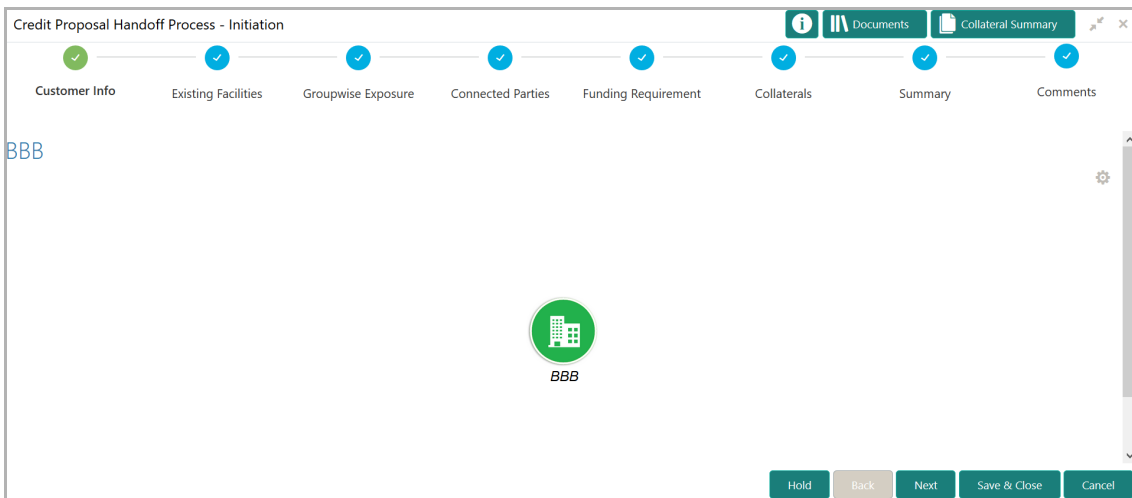 Credit Proposal Handoff Process - Initiation
Documents
Collateral Summary
Customer Info
Existing Facilities
Groupwise Exposure
Connected Parties
Funding Requirement
Collaterals
Summary
Comments
BBB
BBB
Hold
Back
Next
Save & Close
Cancel